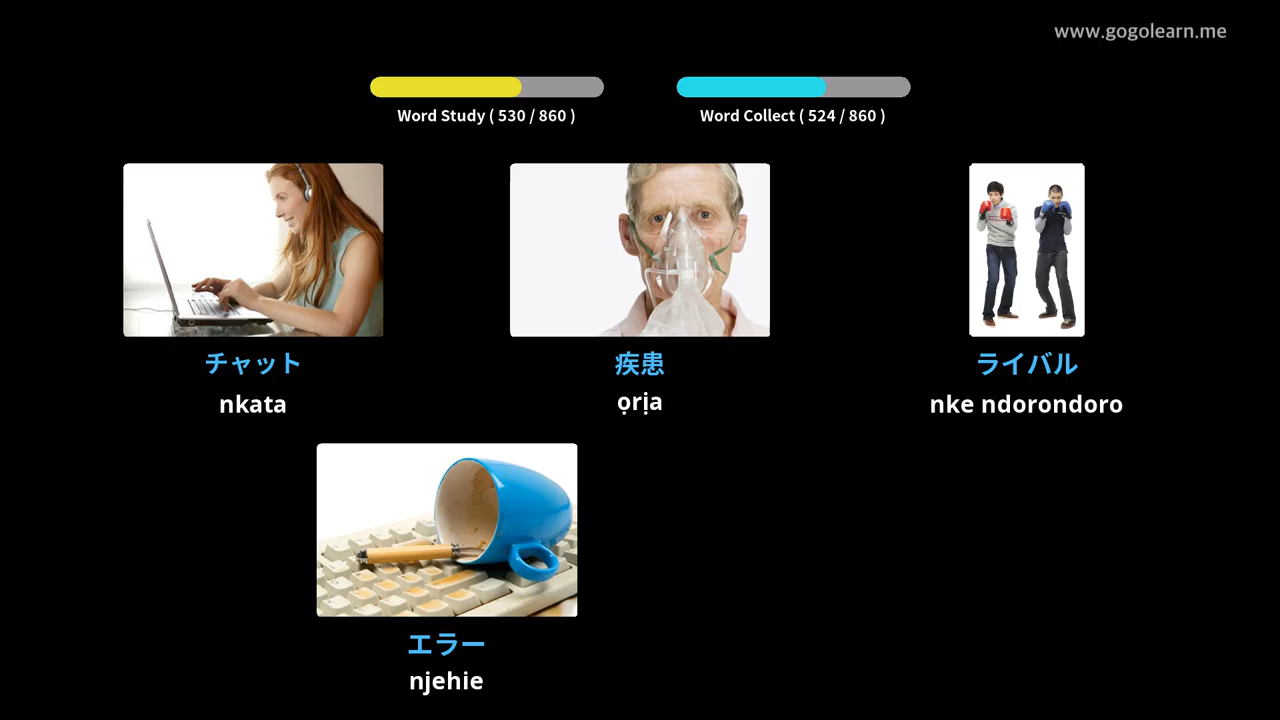 www.gogolearn.me
Word Study ( 530 / 860 )
Word Collect ( 524 / 860 )
チャット
nkata
疾患
ọrịa
ライバル
nke ndorondoro
エラー
njehie